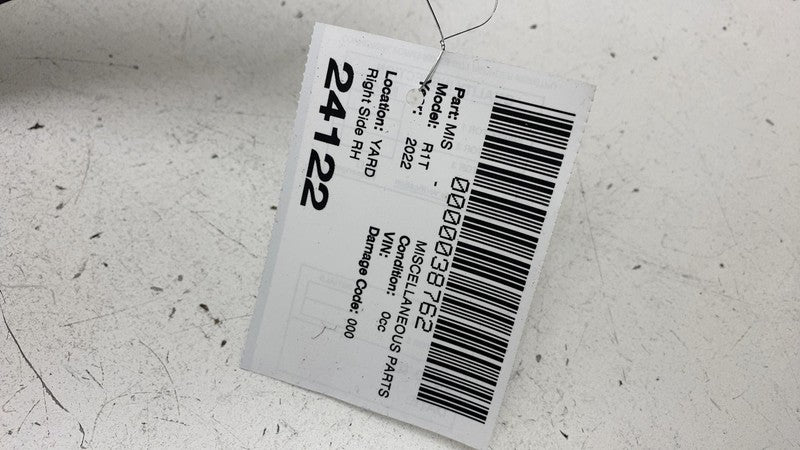 0000038762
Part: MIS MISCELLANEOUS PARTS
Model: R1T - Condition: 0cc
Year: 2022 VIN:
Damage Code: 000
Location: YARD
Right Side RH
24122